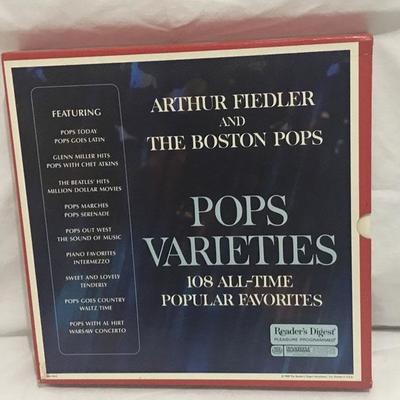 ARTHUR FIEDLER
AND
THE BOSTON POPS
FEATURING
POPS TODAY
POPS GOES LATIN
GLENN MILLER HITS
POPS WITH CHET ATKINS
THE BEATLES' HITS
MILLION DOLLAR MOVIES
POPS MARCHES
POPS SERENADE
POPS OUT WEST
THE SOUND OF MUSIC
PIANO FAVORITES
INTERMEZZO
SWEET AND LOVELY
TENDERLY
POPS GOES COUNTRY
WALTZ TIME
POPS WITH AL HIRT
WARSAW CONCERTO
POPS
VARIETIES
108 ALL-TIME
POPULAR FAVORITES
Reader's Digest
PLEASURE PROGRAMMED